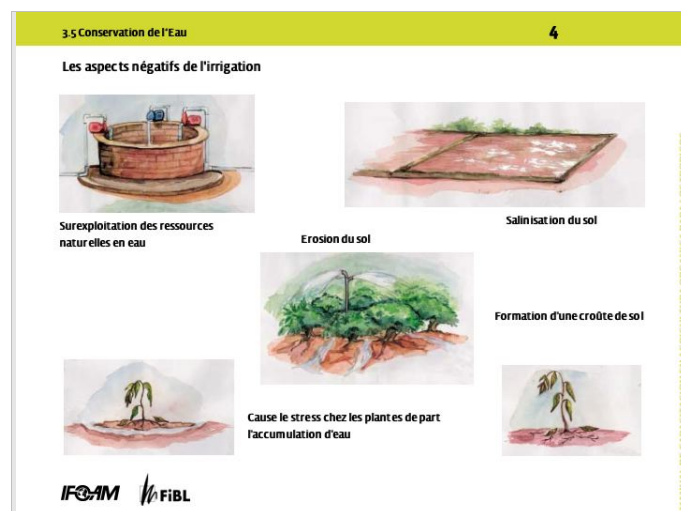 3.5 Conservation de l'Eau
4
Les aspects négatifs de l'irrigation
Surexploitation des ressources
naturelles en eau
Salinisation du sol
Erosion du sol
Formation d'une croûte de sol
Cause le stress chez les plantes de part
l'accumulation d'eau
IFOAM
FiBL